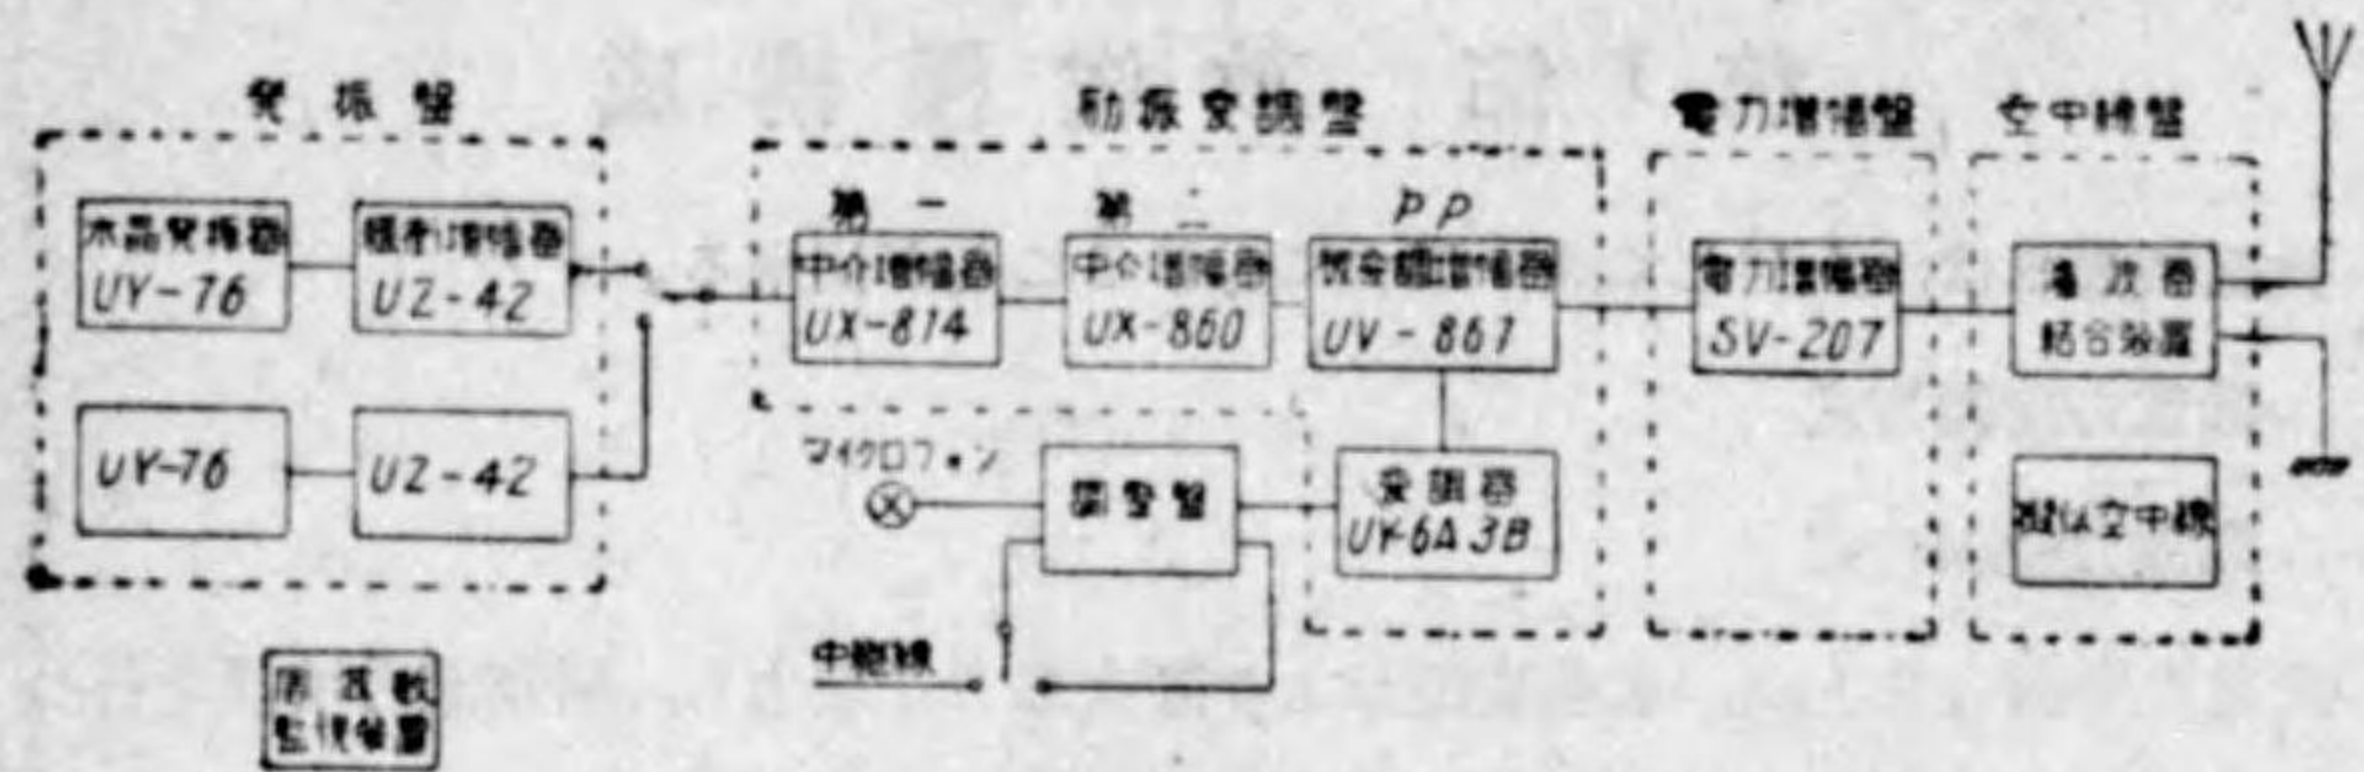 発振盤
水晶発振器
UY-76
緩衝増幅器
UZ-42
UY-76
UZ-42
周波数
監視装置
励振変調盤
第一
中介増幅器
UX-814
第二
中介増幅器
UX-860
PP
被変調増幅器
UV-861
マイクロフォン
調整盤
変調器
UY-6A3B
中継線
電力増幅盤
電力増幅器
SV-207
空中線盤
濾波器
結合装置
擬似空中線